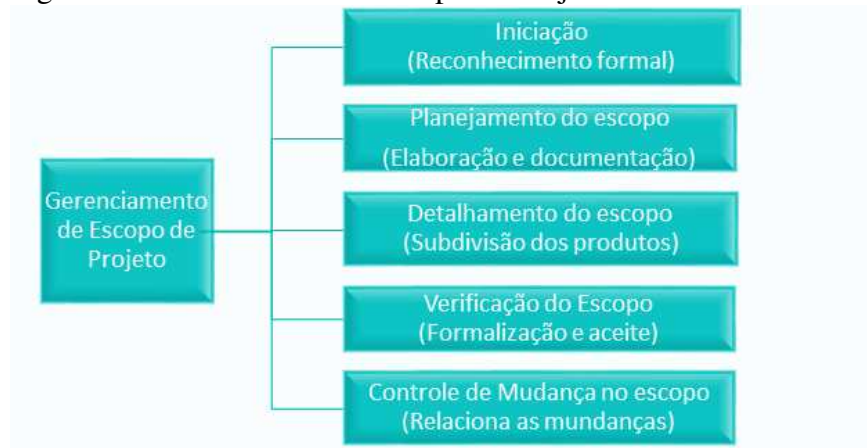 Gerenciamento
de Escopo de
Projeto
Iniciação
(Reconhecimento formal)
Planejamento do escopo
(Elaboração e documentação)
Detalhamento do escopo
(Subdivisão dos produtos)
Verificação do Escopo
(Formalização e aceite)
Controle de Mudança no escopo
(Relaciona as mundanças)